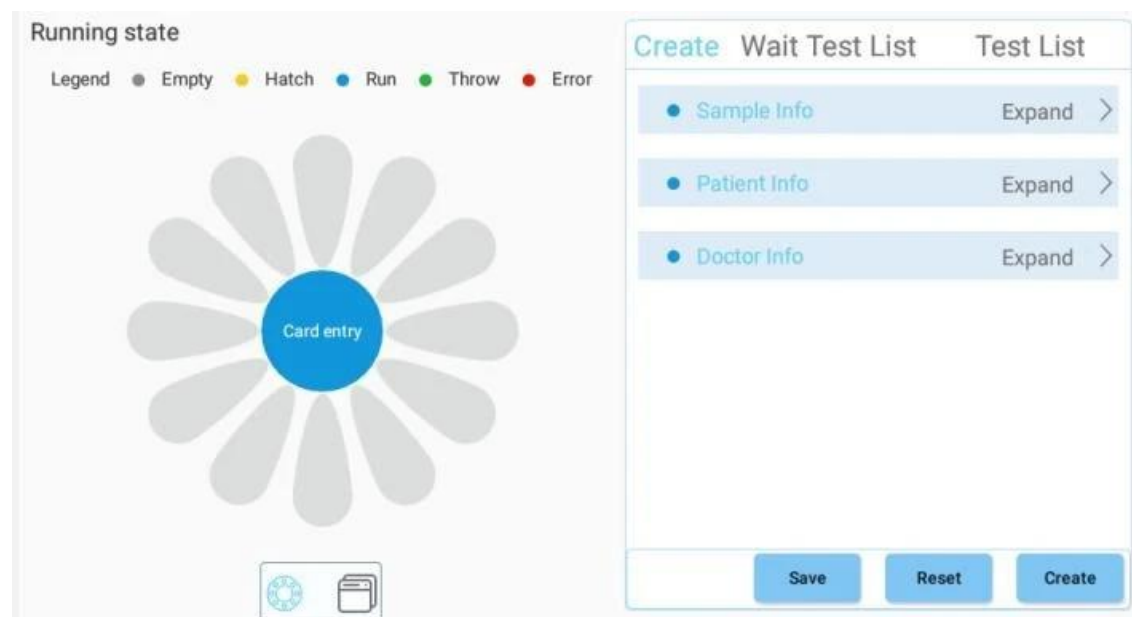 Running state
Legend Empty Hatch Run Throw Error
Card entry
Create Wait Test List Test List
Sample Info Expand
Patient Info Expand
Doctor Info Expand
Save Reset Create